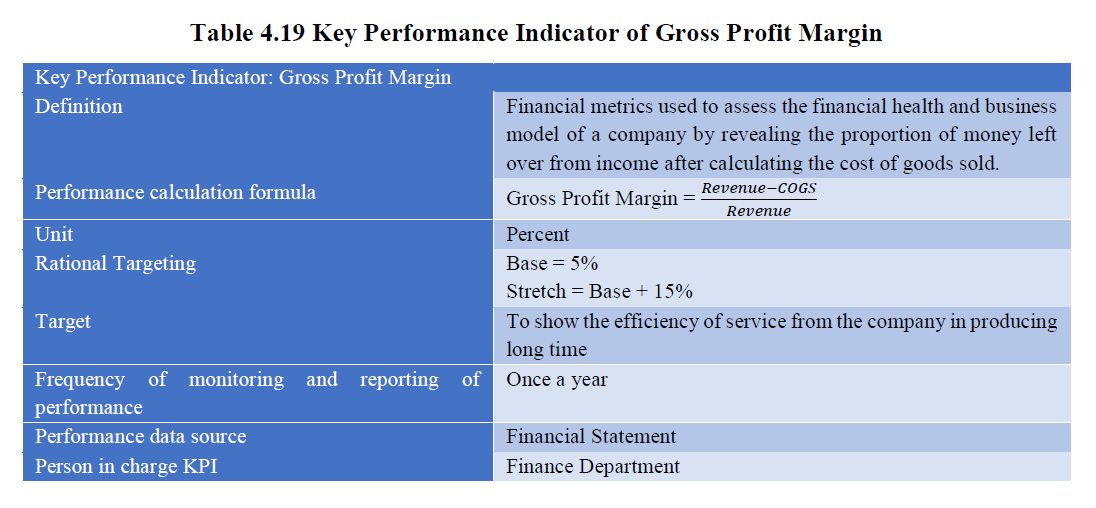 Table 4.19 Key Performance Indicator of Gross Profit Margin
Key Performance Indicator: Gross Profit Margin
Definition
Financial metrics used to assess the financial health and business
model of a company by revealing the proportion of money left
over from income after calculating the cost of goods sold.
Performance calculation formula
Gross Profit Margin = \frac{Revenue-COGS}{Revenue}
Unit
Percent
Rational Targeting
Base = 5%
Stretch = Base + 15%
Target
To show the efficiency of service from the company in producing
long time
Frequency of monitoring and reporting of
performance
Once a year
Performance data source
Financial Statement
Person in charge KPI
Finance Department